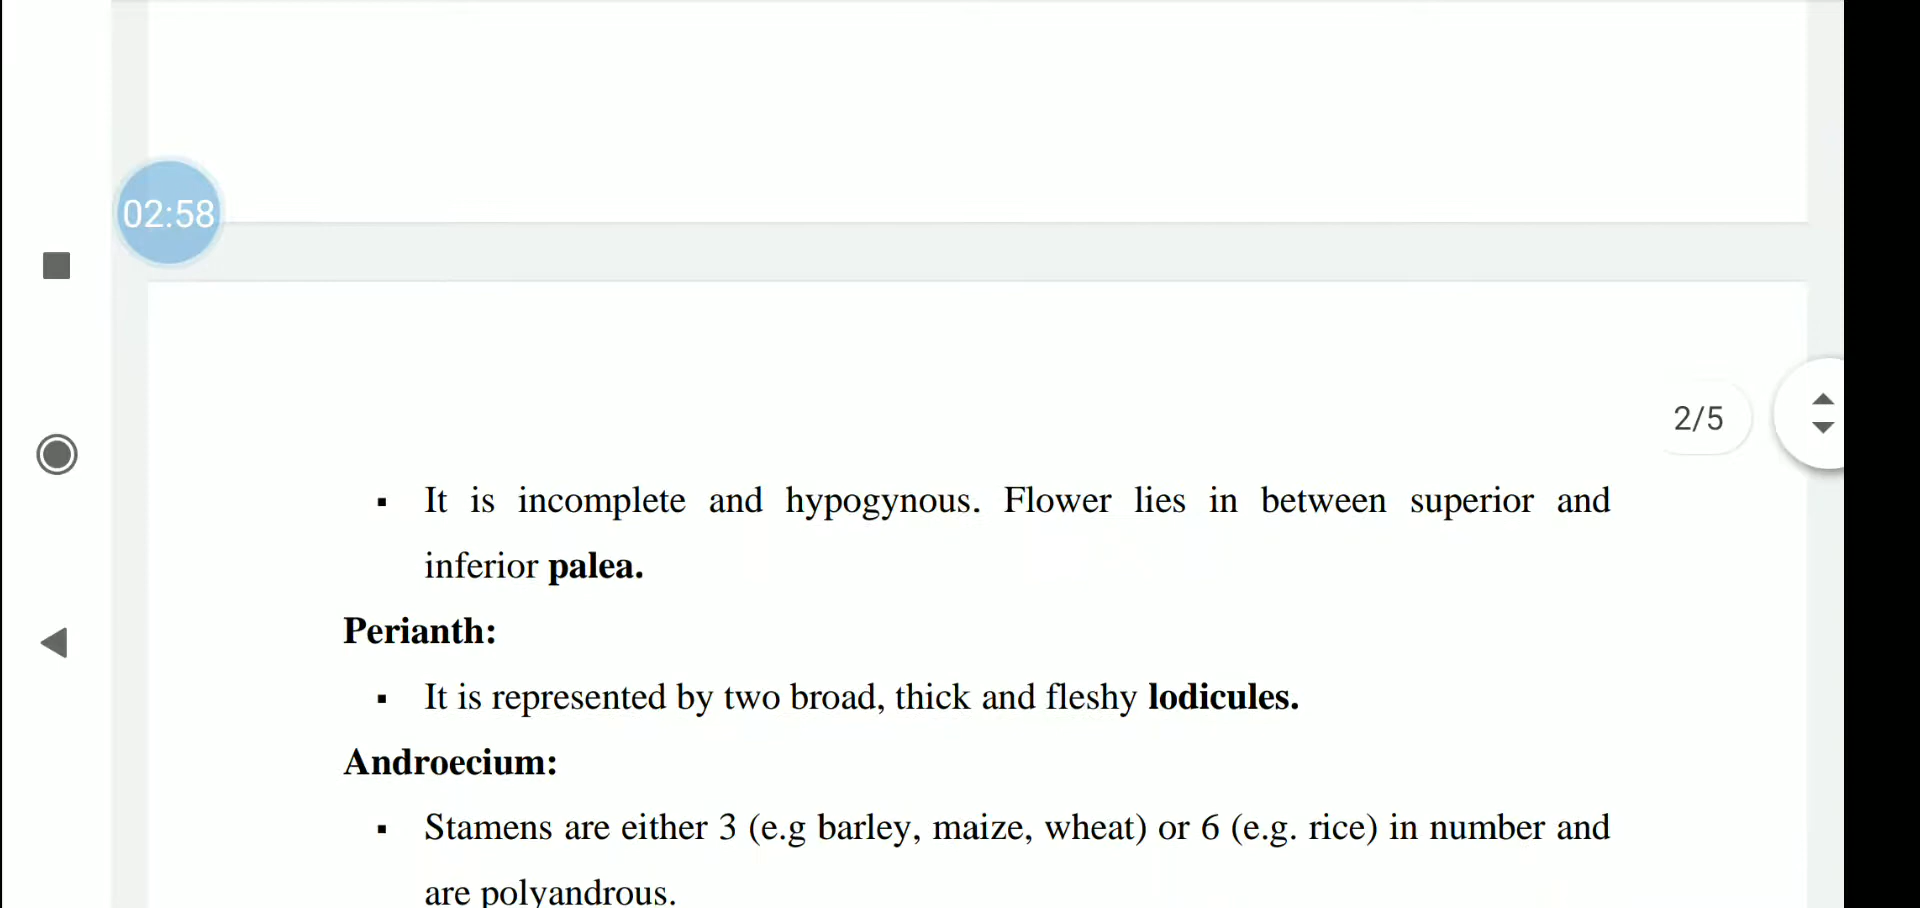 02:58
2/5
▪ It is incomplete and hypogynous. Flower lies in between superior and
inferior palea.
Perianth:
▪ It is represented by two broad, thick and fleshy lodicules.
Androecium:
▪ Stamens are either 3 (e.g barley, maize, wheat) or 6 (e.g. rice) in number and
are polyandrous.